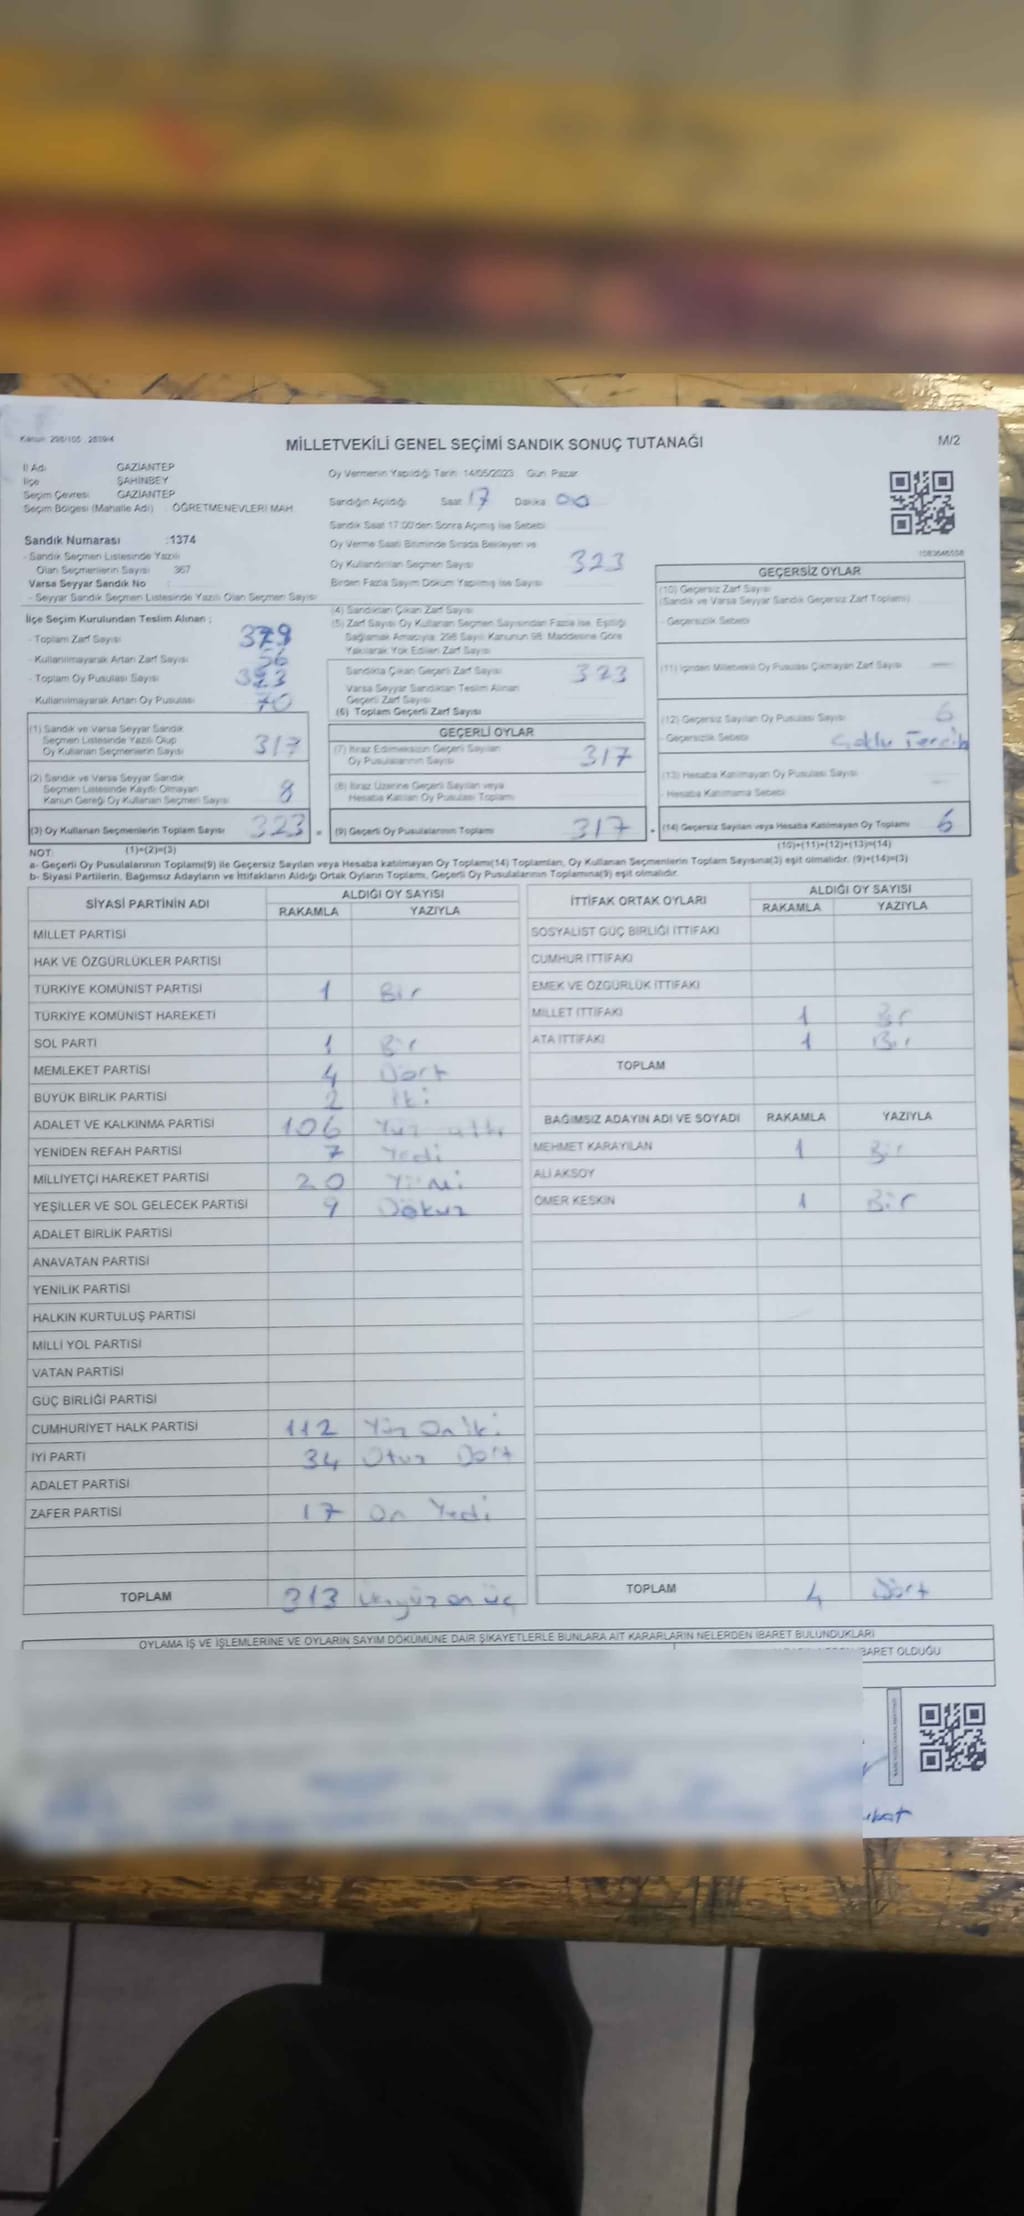 Kanun: 298/105 : 2839/4
MİLLETVEKİLİ GENEL SEÇİMİ SANDIK SONUÇ TUTANAĞI
M/2
İl Adı GAZİANTEP
İlçe ŞAHİNBEY
Seçim Çevresi GAZİANTEP
Seçim Bölgesi (Mahalle Adı) : ÖĞRETMENEVLERİ MAH.
Sandık Numarası :1374
- Sandık Seçmen Listesinde Yazılı
Olan Seçmenlerin Sayısı 367
Varsa Seyyar Sandık No
- Seyyar Sandık Seçmen Listesinde Yazılı Olan Seçmen Sayısı
Oy Vermenin Yapıldığı Tarih: 14/05/2023 Gün: Pazar
Sandığın Açıldığı Saat 17 Dakika 00
Sandık Saat 17:00'den Sonra Açılmış İse Sebebi
Oy Verme Saati Bitiminde Sırada Bekleyen ve
Oy Kullandırılan Seçmen Sayısı 323
Birden Fazla Sayım Döküm Yapılmış İse Sayısı
İlçe Seçim Kurulundan Teslim Alınan ;
- Toplam Zarf Sayısı 379
- Kullanılmayarak Artan Zarf Sayısı 56
- Toplam Oy Pusulası Sayısı
- Kullanılmayarak Artan Oy Pusulası 70
(1) Sandık ve Varsa Seyyar Sandık
Seçmen Listesinde Yazılı Olup
Oy Kullanan Seçmenlerin Sayısı 317
(2) Sandık ve Varsa Seyyar Sandık
Seçmen Listesinde Kayıtlı Olmayan
Kanun Gereği Oy Kullanan Seçmen Sayısı 8
(3) Oy Kullanan Seçmenlerin Toplam Sayısı 323
(1)+(2)=(3)
(4) Sandıktan Çıkan Zarf Sayısı
(5) Zarf Sayısı Oy Kullanan Seçmen Sayısından Fazla İse, Eşitliği
Sağlamak Amacıyla; 298 Sayılı Kanunun 98. Maddesine Göre
Yakılarak Yok Edilen Zarf Sayısı
Sandıkta Çıkan Geçerli Zarf Sayısı 323
Varsa Seyyar Sandıktan Teslim Alınan
Geçerli Zarf Sayısı
(6) Toplam Geçerli Zarf Sayısı
GEÇERLİ OYLAR
(7) İtiraz Edilmeksizin Geçerli Sayılan
Oy Pusulalarının Sayısı 317
(8) İtiraz Üzerine Geçerli Sayılan veya
Hesaba Katılan Oy Pusulası Toplamı
(9) Geçerli Oy Pusulalarının Toplamı 317
GEÇERSİZ OYLAR
(10) Geçersiz Zarf Sayısı
(Sandık ve Varsa Seyyar Sandık Geçersiz Zarf Toplamı)
- Geçersizlik Sebebi
(11) İçinden Milletvekili Oy Pusulası Çıkmayan Zarf Sayısı —
(12) Geçersiz Sayılan Oy Pusulası Sayısı 6
- Geçersizlik Sebebi Çoklu Tercih
(13) Hesaba Katılmayan Oy Pusulası Sayısı —
- Hesaba Katılmama Sebebi
(14) Geçersiz Sayılan veya Hesaba Katılmayan Oy Toplamı 6
(10)+(11)+(12)+(13)=(14)
NOT:
a- Geçerli Oy Pusulalarının Toplamı(9) ile Geçersiz Sayılan veya Hesaba katılmayan Oy Toplamı(14) Toplamları, Oy Kullanan Seçmenlerin Toplam Sayısına(3) eşit olmalıdır. (9)+(14)=(3)
b- Siyasi Partilerin, Bağımsız Adayların ve İttifakların Aldığı Ortak Oyların Toplamı, Geçerli Oy Pusulalarının Toplamına(9) eşit olmalıdır.
SİYASİ PARTİNİN ADI ALDIĞI OY SAYISI
RAKAMLA YAZIYLA
MİLLET PARTİSİ
HAK VE ÖZGÜRLÜKLER PARTİSİ
TÜRKİYE KOMÜNİST PARTİSİ 1 Bir
TÜRKİYE KOMÜNİST HAREKETİ
SOL PARTİ 1 Bir
MEMLEKET PARTİSİ 4 Dört
BÜYÜK BİRLİK PARTİSİ 2 İki
ADALET VE KALKINMA PARTİSİ 106 Yüz altı
YENİDEN REFAH PARTİSİ 7 Yedi
MİLLİYETÇİ HAREKET PARTİSİ 20 Yirmi
YEŞİLLER VE SOL GELECEK PARTİSİ 9 Dokuz
ADALET BİRLİK PARTİSİ
ANAVATAN PARTİSİ
YENİLİK PARTİSİ
HALKIN KURTULUŞ PARTİSİ
MİLLİ YOL PARTİSİ
VATAN PARTİSİ
GÜÇ BİRLİĞİ PARTİSİ
CUMHURİYET HALK PARTİSİ 112 Yüz On iki
İYİ PARTİ 34 Otuz Dört
ADALET PARTİSİ
ZAFER PARTİSİ 17 On Yedi
TOPLAM 313 Üçyüz on üç
İTTİFAK ORTAK OYLARI ALDIĞI OY SAYISI
RAKAMLA YAZIYLA
SOSYALİST GÜÇ BİRLİĞİ İTTİFAKI
CUMHUR İTTİFAKI
EMEK VE ÖZGÜRLÜK İTTİFAKI
MİLLET İTTİFAKI 1 Bir
ATA İTTİFAKI 1 Bir
TOPLAM
BAĞIMSIZ ADAYIN ADI VE SOYADI RAKAMLA YAZIYLA
MEHMET KARAYILAN 1 Bir
ALİ AKSOY
ÖMER KESKİN 1 Bir
TOPLAM 4 Dört
OYLAMA İŞ VE İŞLEMLERİNE VE OYLARIN SAYIM DÖKÜMÜNE DAİR ŞİKAYETLERLE BUNLARA AİT KARARLARIN NELERDEN İBARET BULUNDUKLARI
BARET OLDUĞU